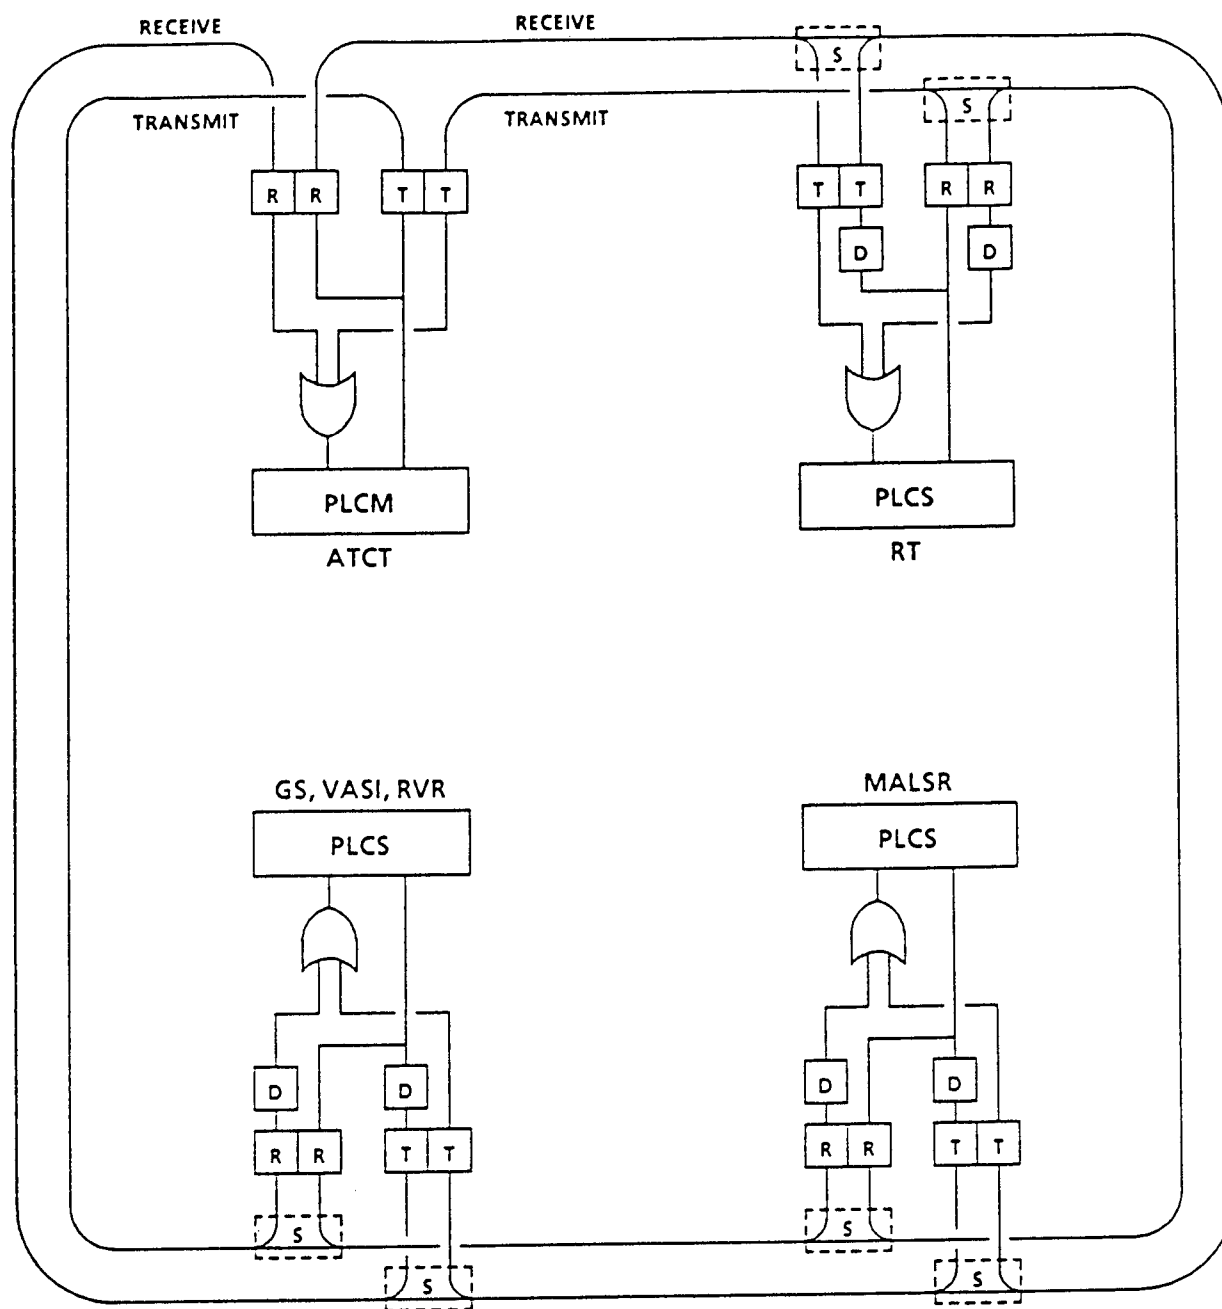 RECEIVE
RECEIVE
S
S
TRANSMIT
TRANSMIT
R R T T
T T R R
D D
PLCM
ATCT
PLCS
RT
GS, VASI, RVR
PLCS
MALSR
PLCS
D D
D D
R R T T
R R T T
S
S
S
S